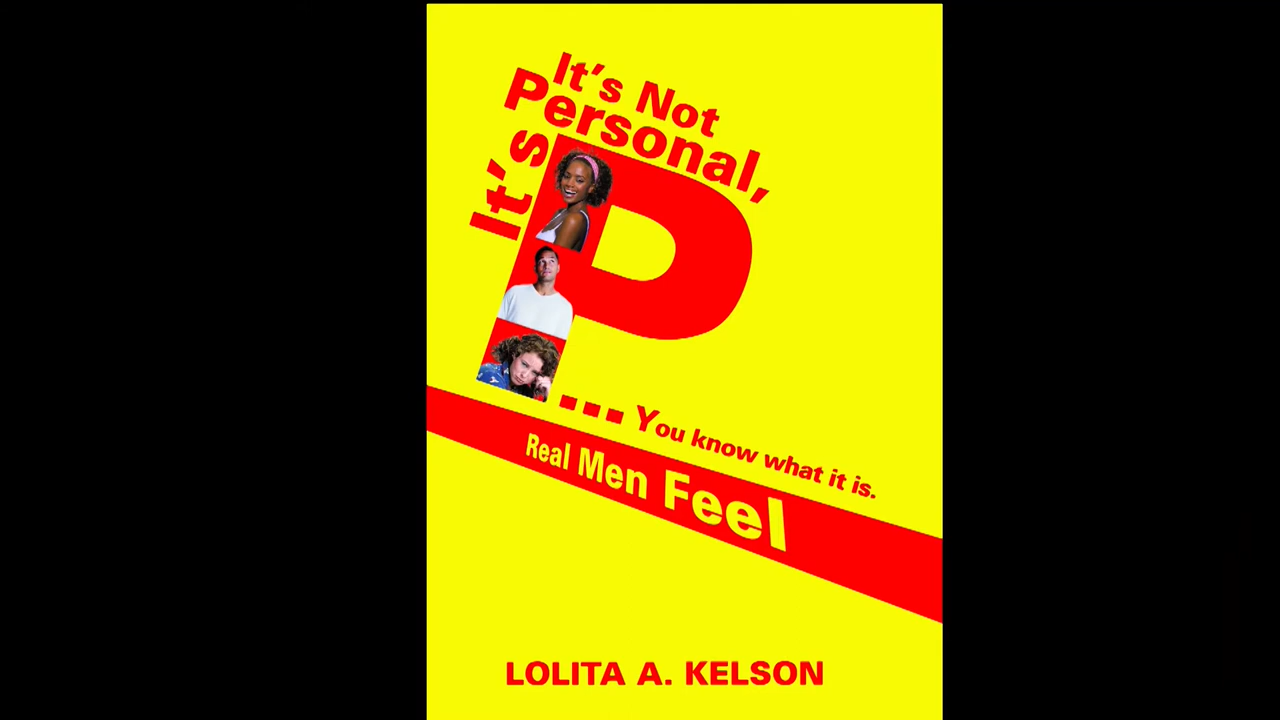 It's Not
Personal,
It's
P
... You know what it is.
Real Men Feel
LOLITA A. KELSON